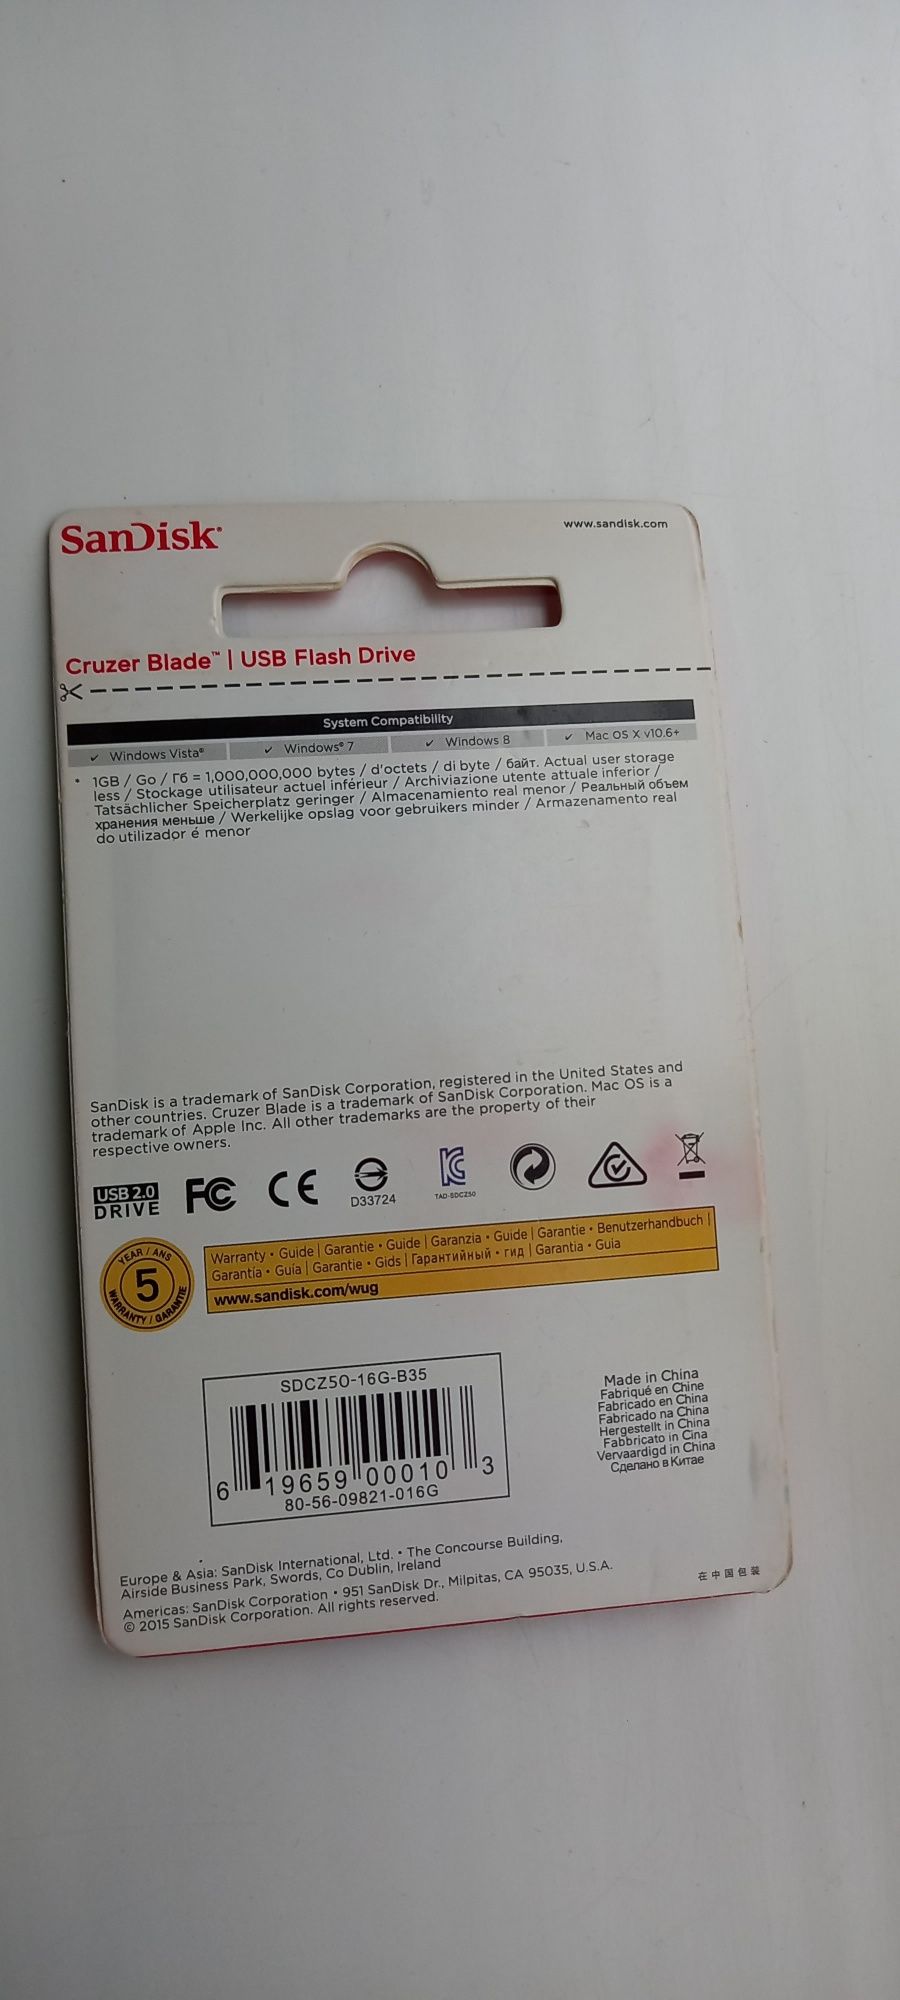 SanDisk®
www.sandisk.com
Cruzer Blade™ | USB Flash Drive
System Compatibility
✓ Windows Vista® ✓ Windows® 7 ✓ Windows 8 ✓ Mac OS X v10.6+
* 1GB / Go / Гб = 1,000,000,000 bytes / d'octets / di byte / байт. Actual user storage
less / Stockage utilisateur actuel inférieur / Archiviazione utente attuale inferior /
Tatsächlicher Speicherplatz geringer / Almacenamiento real menor / Реальный объем
хранения меньше / Werkelijke opslag voor gebruikers minder / Armazenamento real
do utilizador é menor
SanDisk is a trademark of SanDisk Corporation, registered in the United States and
other countries. Cruzer Blade is a trademark of SanDisk Corporation. Mac OS is a
trademark of Apple Inc. All other trademarks are the property of their
respective owners.
USB 2.0
DRIVE
FC
CE
D33724
TAD-SDCZ50
YEAR / ANS
5
WARRANTY / GARANTIE
Warranty • Guide | Garantie • Guide | Garanzia • Guide | Garantie • Benutzerhandbuch |
Garantía • Guía | Garantie • Gids | Гарантийный • гид | Garantia • Guia
www.sandisk.com/wug
SDCZ50-16G-B35
6 19659 00010 3
80-56-09821-016G
Made in China
Fabriqué en Chine
Fabricado en China
Fabricado na China
Hergestellt in China
Fabbricato in Cina
Vervaardigd in China
Сделано в Китае
Europe & Asia: SanDisk International, Ltd. • The Concourse Building,
Airside Business Park, Swords, Co Dublin, Ireland
Americas: SanDisk Corporation • 951 SanDisk Dr., Milpitas, CA 95035, U.S.A.
© 2015 SanDisk Corporation. All rights reserved.
在中国包装